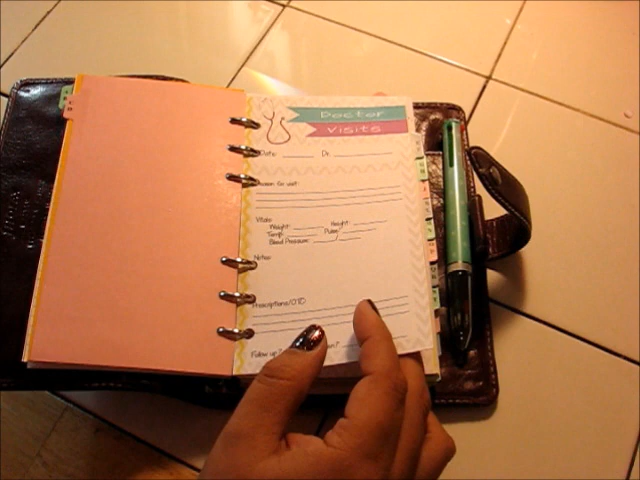 Doctor
Visits
Date: Dr.
Reason for visit:
Vitals:
Weight: Height:
Temp: Pulse:
Blood Pressure: /
Notes:
Prescriptions/OTC
Follow up?